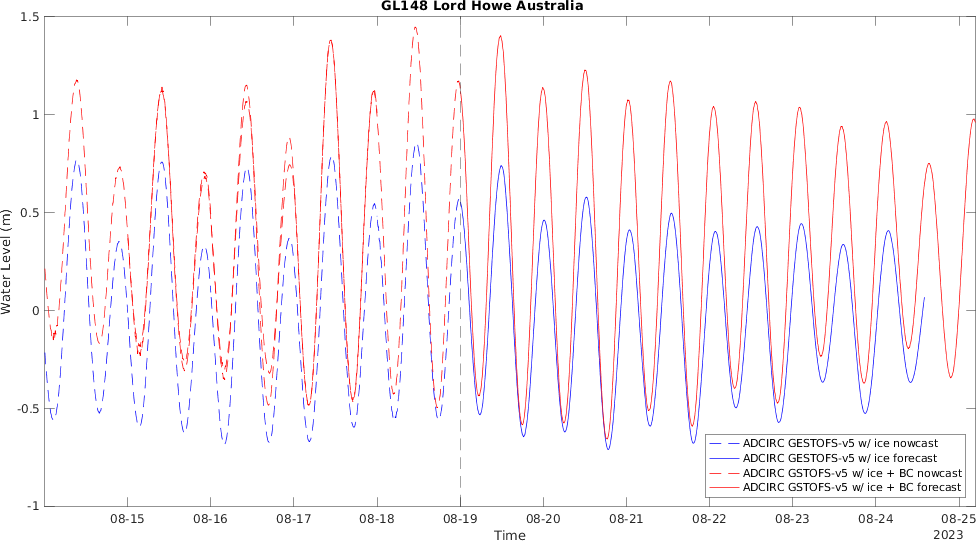 GL148 Lord Howe Australia
1.5
1
0.5
0
-0.5
-1
Water Level (m)
ADCIRC GESTOFS-v5 w/ ice nowcast
ADCIRC GESTOFS-v5 w/ ice forecast
ADCIRC GSTOFS-v5 w/ ice + BC nowcast
ADCIRC GSTOFS-v5 w/ ice + BC forecast
08-15 08-16 08-17 08-18 08-19 08-20 08-21 08-22 08-23 08-24 08-25
Time
2023